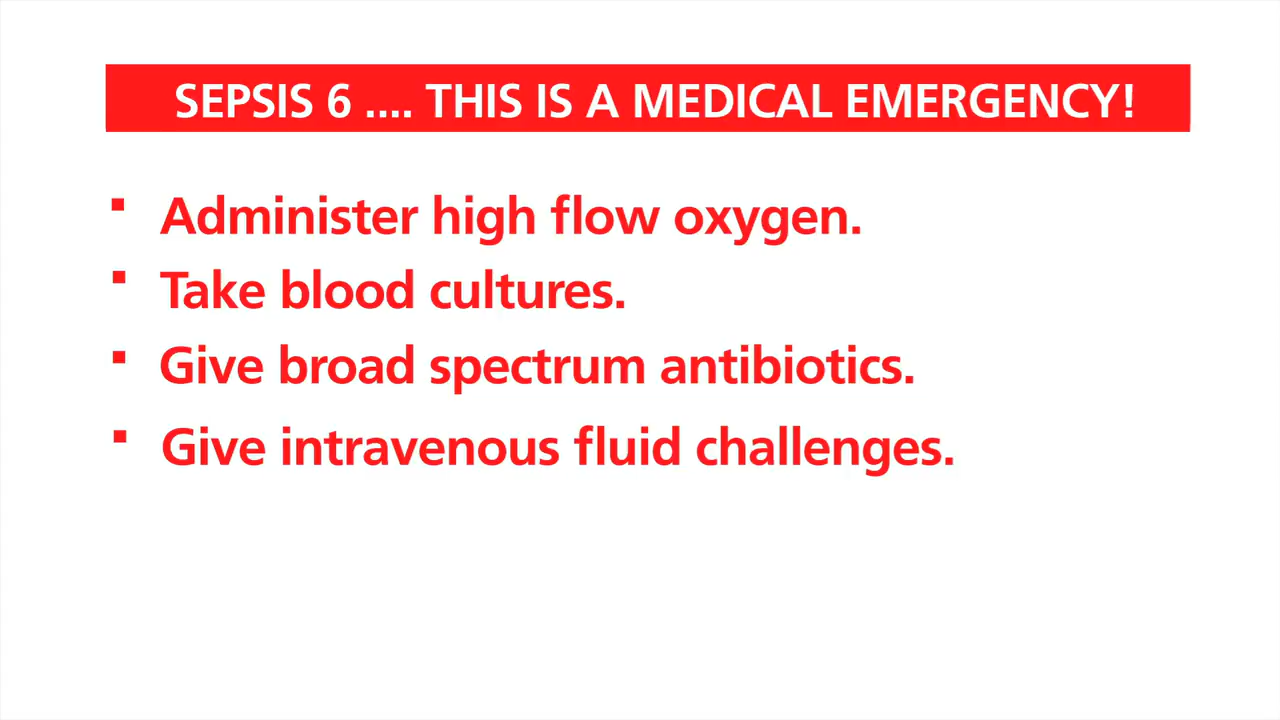 SEPSIS 6 .... THIS IS A MEDICAL EMERGENCY!
▪ Administer high flow oxygen.
▪ Take blood cultures.
▪ Give broad spectrum antibiotics.
▪ Give intravenous fluid challenges.